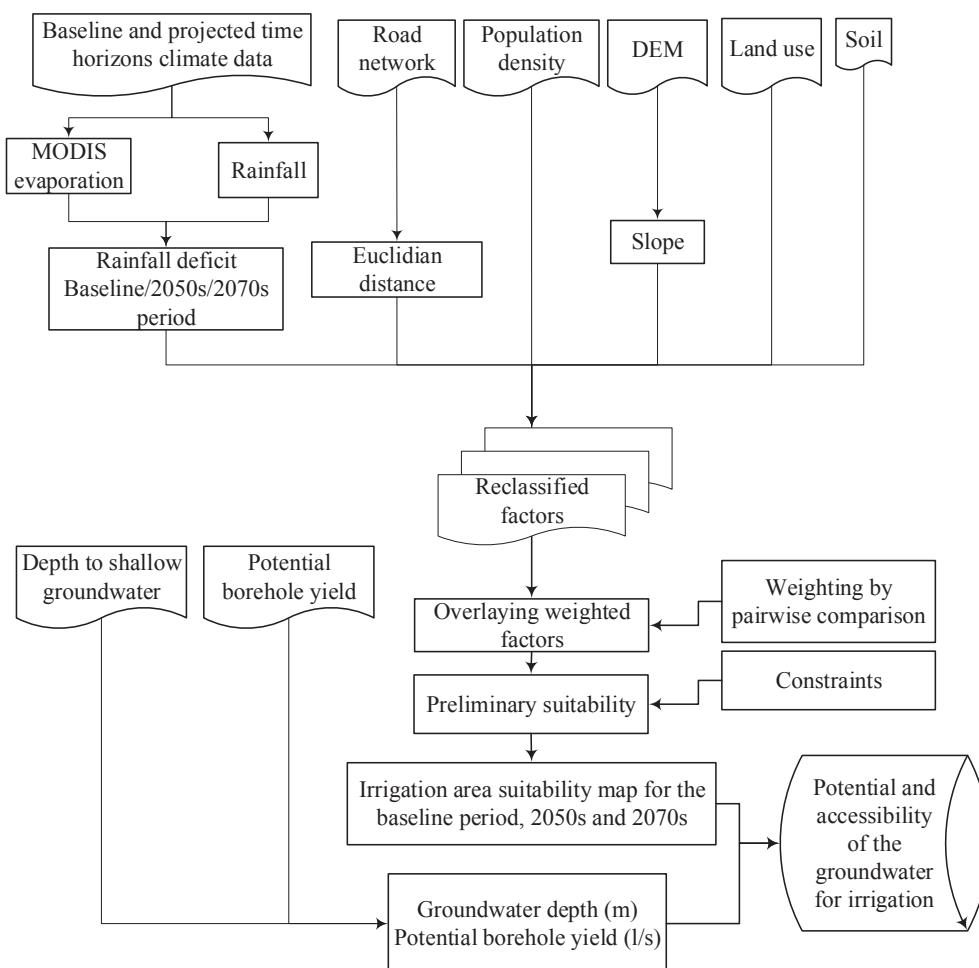 Baseline and projected time
horizons climate data
Road
network
Population
density
DEM
Land use
Soil
MODIS
evaporation
Rainfall
Rainfall deficit
Baseline/2050s/2070s
period
Euclidian
distance
Slope
Reclassified
factors
Depth to shallow
groundwater
Potential
borehole yield
Overlaying weighted
factors
Weighting by
pairwise comparison
Preliminary suitability
Constraints
Irrigation area suitability map for the
baseline period, 2050s and 2070s
Potential and
accessibility
of the
groundwater
for irrigation
Groundwater depth (m)
Potential borehole yield (l/s)